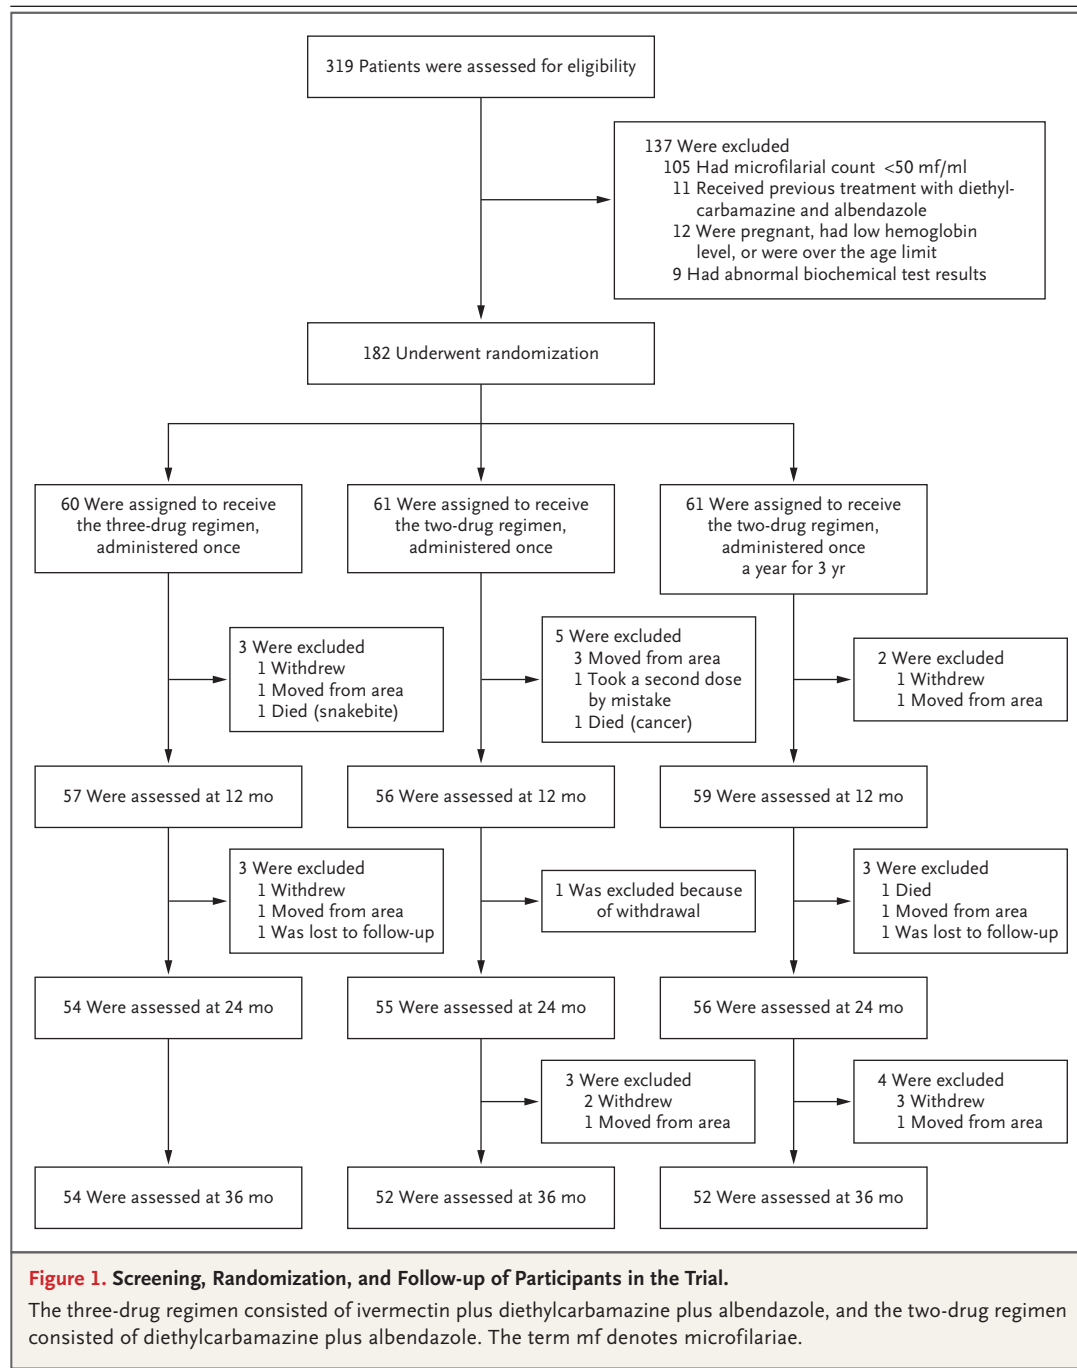 319 Patients were assessed for eligibility
137 Were excluded
105 Had microfilarial count <50 mf/ml
11 Received previous treatment with diethyl-
carbamazine and albendazole
12 Were pregnant, had low hemoglobin
level, or were over the age limit
9 Had abnormal biochemical test results
182 Underwent randomization
60 Were assigned to receive
the three-drug regimen,
administered once
61 Were assigned to receive
the two-drug regimen,
administered once
61 Were assigned to receive
the two-drug regimen,
administered once
a year for 3 yr
3 Were excluded
1 Withdrew
1 Moved from area
1 Died (snakebite)
5 Were excluded
3 Moved from area
1 Took a second dose
by mistake
1 Died (cancer)
2 Were excluded
1 Withdrew
1 Moved from area
57 Were assessed at 12 mo
56 Were assessed at 12 mo
59 Were assessed at 12 mo
3 Were excluded
1 Withdrew
1 Moved from area
1 Was lost to follow-up
1 Was excluded because
of withdrawal
3 Were excluded
1 Died
1 Moved from area
1 Was lost to follow-up
54 Were assessed at 24 mo
55 Were assessed at 24 mo
56 Were assessed at 24 mo
3 Were excluded
2 Withdrew
1 Moved from area
4 Were excluded
3 Withdrew
1 Moved from area
54 Were assessed at 36 mo
52 Were assessed at 36 mo
52 Were assessed at 36 mo
Figure 1. Screening, Randomization, and Follow-up of Participants in the Trial.
The three-drug regimen consisted of ivermectin plus diethylcarbamazine plus albendazole, and the two-drug regimen
consisted of diethylcarbamazine plus albendazole. The term mf denotes microfilariae.